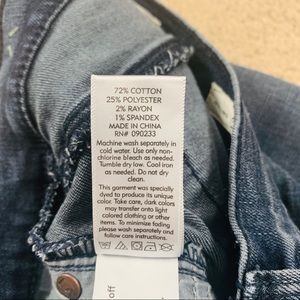 72% COTTON
25% POLYESTER
2% RAYON
1% SPANDEX
MADE IN CHINA
RN# 090233
Machine wash separately in
cold water. Use only non-
chlorine bleach as needed.
Tumble dry low. Cool iron
as needed. Do not dry
clean.
This garment was specially
dyed to produce its unique
color. Take care, dark colors
may transfer onto light
colored clothing or other
items. To minimize fading
please wash separately and
follow care instructions.
off